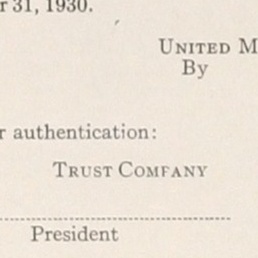 r 31, 1930.
UNITED M
By
r authentication:
TRUST COMPANY
President